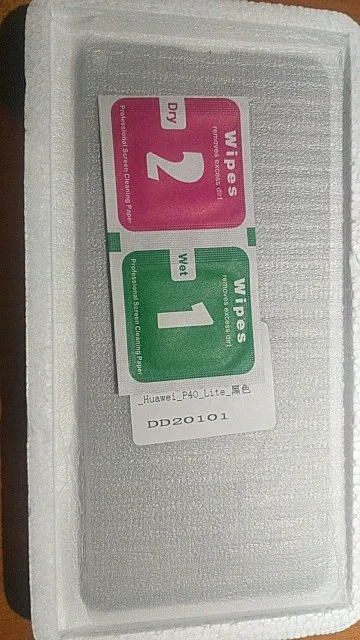 Wipes
removes excess dirt
Dry
2
Professional Screen Cleaning Paper
Wipes
removes excess dirt
Wet
1
Professional Screen Cleaning Paper
_Huawei_P40_Lite_黑色
DD20101